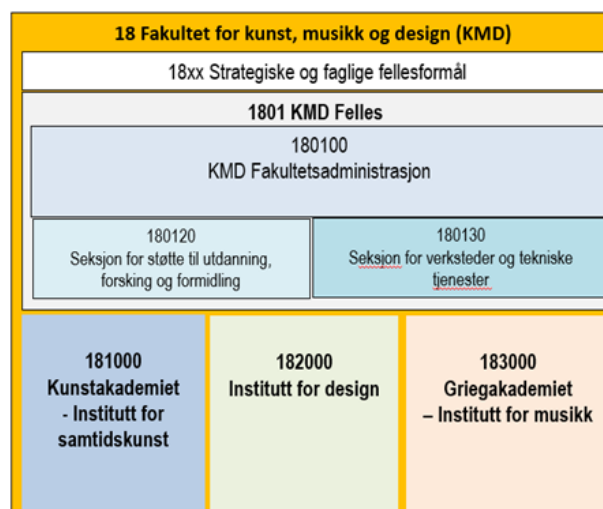 18 Fakultet for kunst, musikk og design (KMD)
18xx Strategiske og faglige fellesformål
1801 KMD Felles
180100
KMD Fakultetsadministrasjon
180120
Seksjon for støtte til utdanning,
forsking og formidling
180130
Seksjon for verksteder og tekniske
tjenester
181000
Kunstakademiet
- Institutt for
samtidskunst
182000
Institutt for design
183000
Griegakademiet
– Institutt for musikk